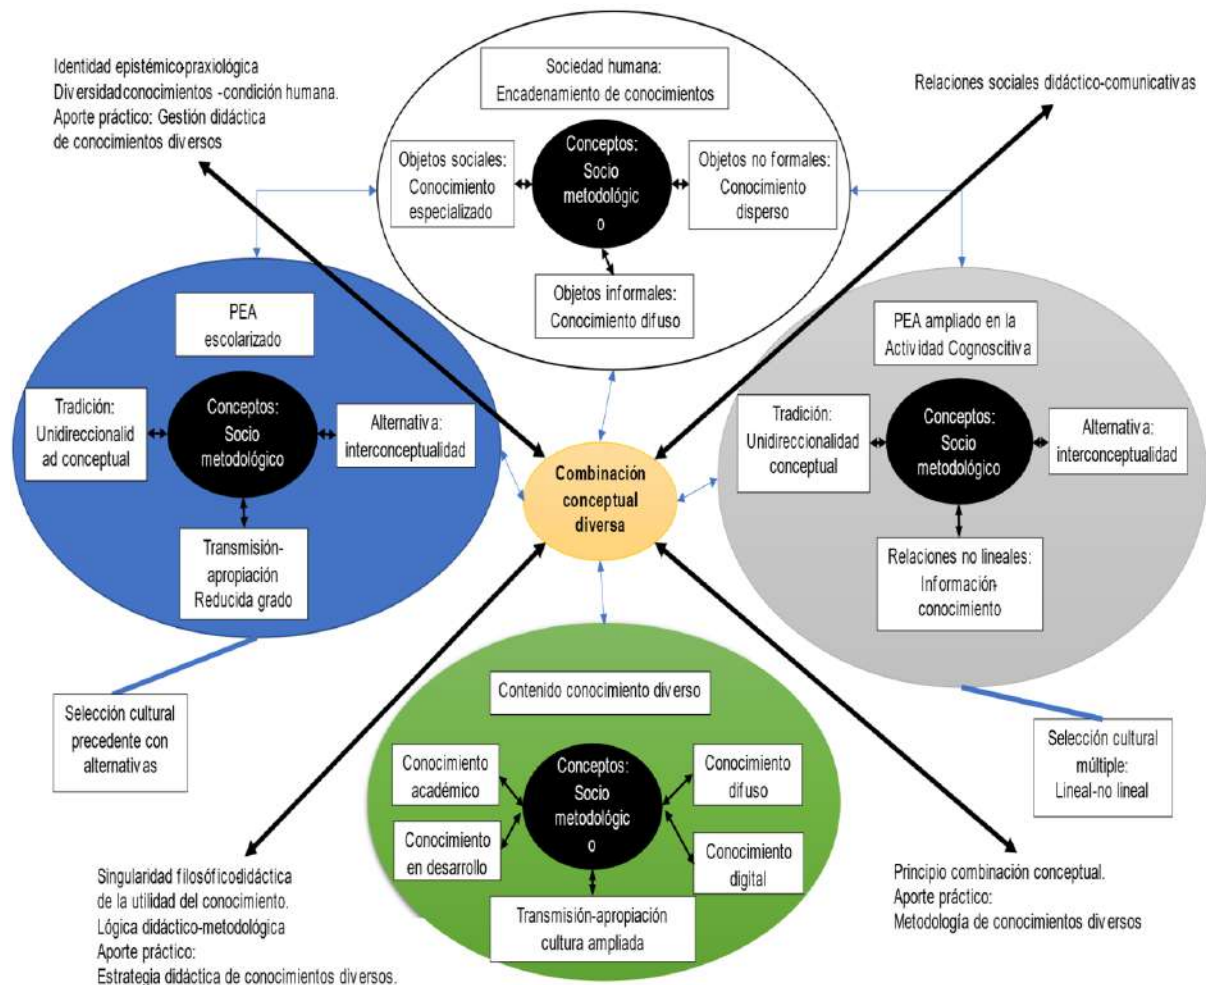 Identidad epistémico-praxiológica
Diversidad conocimientos -condición humana.
Aporte práctico: Gestión didáctica
de conocimientos diversos
Sociedad humana:
Encadenamiento de conocimientos
Relaciones sociales didáctico-comunicativas
Objetos sociales:
Conocimiento
especializado
Conceptos:
Socio
metodológic
o
Objetos no formales:
Conocimiento
disperso
Objetos informales:
Conocimiento difuso
PEA
escolarizado
Tradición:
Unidireccionalid
ad conceptual
Conceptos:
Socio
metodológico
Alternativa:
interconceptualidad
Transmisión-
apropiación
Reducida grado
Combinación
conceptual
diversa
PEA ampliado en la
Actividad Cognoscitiva
Tradición:
Unidireccionalidad
conceptual
Conceptos:
Socio
metodológico
Alternativa:
interconceptualidad
Relaciones no lineales:
Información-
conocimiento
Selección cultural
precedente con
alternativas
Contenido conocimiento diverso
Conocimiento
académico
Conceptos:
Socio
metodológic
o
Conocimiento
difuso
Conocimiento
en desarrollo
Conocimiento
digital
Transmisión-apropiación
cultura ampliada
Selección cultural
múltiple:
Lineal-no lineal
Singularidad filosófico-didáctica
de la utilidad del conocimiento.
Lógica didáctico-metodológica
Aporte práctico:
Estrategia didáctica de conocimientos diversos.
Principio combinación conceptual.
Aporte práctico:
Metodología de conocimientos diversos